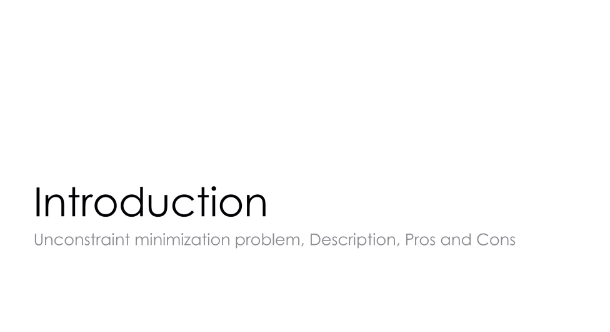 Introduction
Unconstraint minimization problem, Description, Pros and Cons